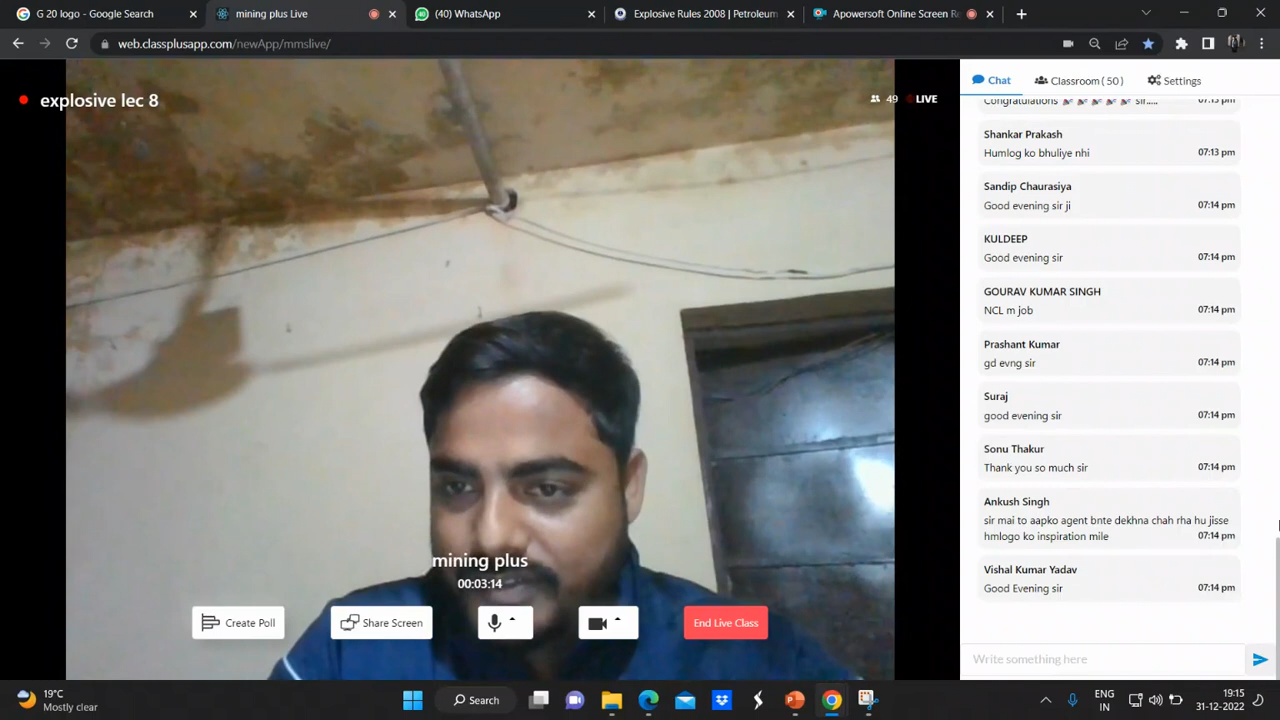 G 20 logo - Google Search
mining plus Live
(40) WhatsApp
Explosive Rules 2008 | Petroleum
Apowersoft Online Screen Re
web.classplusapp.com/newApp/mmslive/
explosive lec 8
49 LIVE
mining plus
00:03:14
Create Poll
Share Screen
End Live Class
Chat
Classroom ( 50 )
Settings
Congratulations sir.....
07:13 pm
Shankar Prakash
Humlog ko bhuliye nhi 07:13 pm
Sandip Chaurasiya
Good evening sir ji 07:14 pm
KULDEEP
Good evening sir 07:14 pm
GOURAV KUMAR SINGH
NCL m job 07:14 pm
Prashant Kumar
gd evng sir 07:14 pm
Suraj
good evening sir 07:14 pm
Sonu Thakur
Thank you so much sir 07:14 pm
Ankush Singh
sir mai to aapko agent bnte dekhna chah rha hu jisse
hmlogo ko inspiration mile 07:14 pm
Vishal Kumar Yadav
Good Evening sir 07:14 pm
Write something here
19°C
Mostly clear
Search
ENG
IN
19:15
31-12-2022